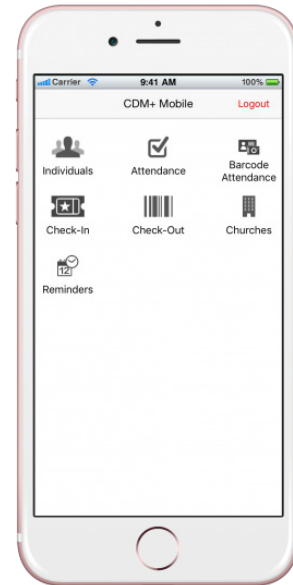 Carrier 9:41 AM 100%
CDM+ Mobile Logout
Individuals Attendance Barcode Attendance
Check-In Check-Out Churches
12
Reminders